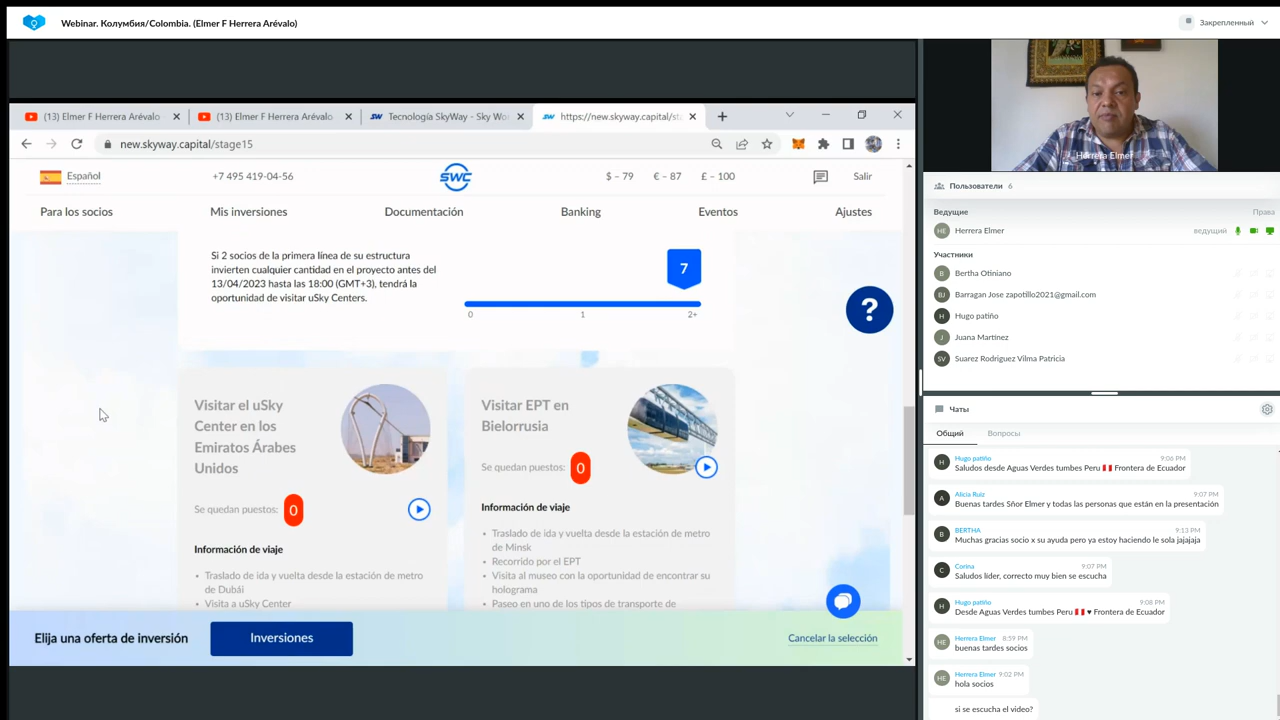 Webinar. Колумбия/Colombia. (Elmer F Herrera Arévalo)
Закрепленный
(13) Elmer F Herrera Arévalo
(13) Elmer F Herrera Arévalo
Tecnología SkyWay - Sky Wor
https://new.skyway.capital/sta
new.skyway.capital/stage15
Español
+7 495 419-04-56
SWC
$ – 79
€ – 87
£ – 100
Salir
Para los socios
Mis inversiones
Documentación
Banking
Eventos
Ajustes
Si 2 socios de la primera línea de su estructura
invierten cualquier cantidad en el proyecto antes del
13/04/2023 hasta las 18:00 (GMT+3), tendrá la
oportunidad de visitar uSky Centers.
7
0
1
2+
?
Visitar el uSky
Center en los
Emiratos Árabes
Unidos
Se quedan puestos: 0
Información de viaje
• Traslado de ida y vuelta desde la estación de metro
de Dubái
• Visita a uSky Center
Visitar EPT en
Bielorrusia
Se quedan puestos: 0
Información de viaje
• Traslado de ida y vuelta desde la estación de metro
de Minsk
• Recorrido por el EPT
• Visita al museo con la oportunidad de encontrar su
holograma
• Paseo en uno de los tipos de transporte de
Elija una oferta de inversión
Inversiones
Cancelar la selección
Herrera Elmer
Пользователи 6
Ведущие
Права
HE
Herrera Elmer
ведущий
Участники
B
Bertha Otiniano
BJ
Barragan Jose zapotillo2021@gmail.com
H
Hugo patiño
J
Juana Martínez
SV
Suarez Rodriguez Vilma Patricia
Чаты
Общий
Вопросы
H
Hugo patiño
9:06 PM
Saludos desde Aguas Verdes tumbes Peru 🇵🇪 Frontera de Ecuador
A
Alicia Ruiz
9:07 PM
Buenas tardes Sñor Elmer y todas las personas que están en la presentación
B
BERTHA
9:13 PM
Muchas gracias socio x su ayuda pero ya estoy haciendo le sola jajajaja
C
Corina
9:07 PM
Saludos líder, correcto muy bien se escucha
H
Hugo patiño
9:08 PM
Desde Aguas Verdes tumbes Peru 🇵🇪 ♥ Frontera de Ecuador
HE
Herrera Elmer
8:59 PM
buenas tardes socios
HE
Herrera Elmer
9:02 PM
hola socios
si se escucha el video?